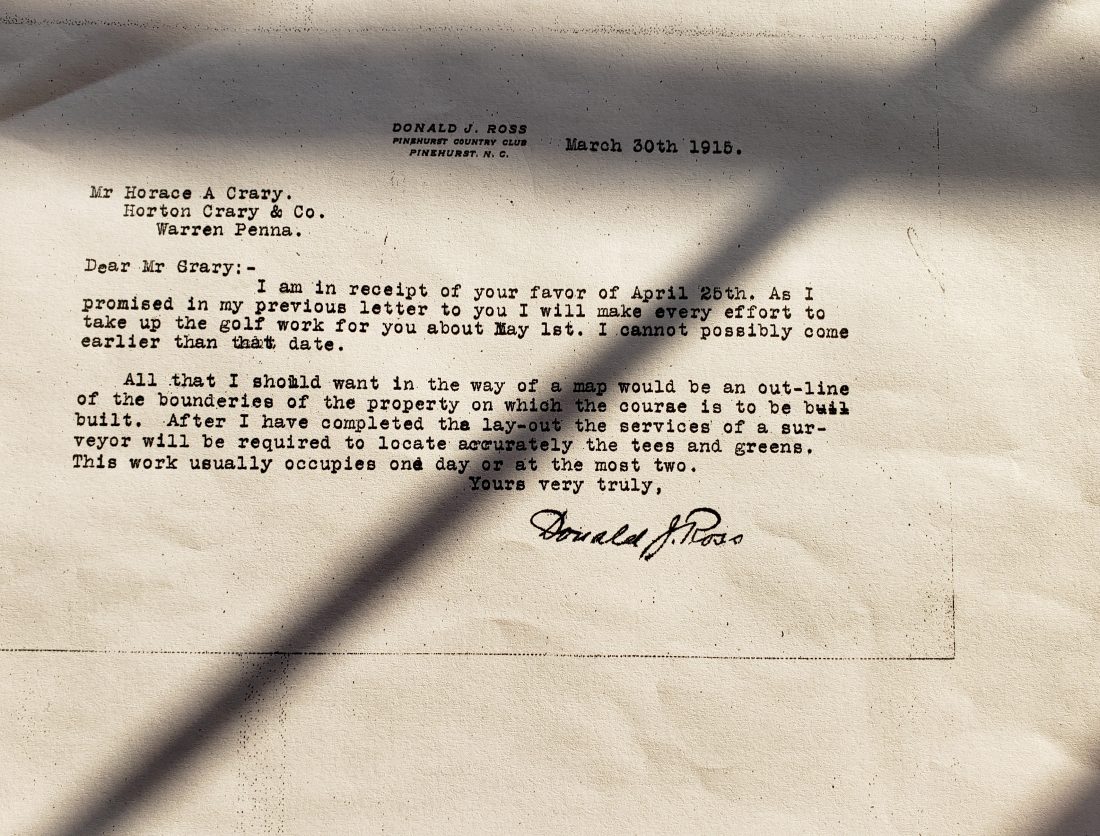 DONALD J. ROSS
PINEHURST COUNTRY CLUB
PINEHURST. N. C.
March 30th 1915.
Mr Horace A Crary.
Horton Crary & Co.
Warren Penna.
Dear Mr Grary:-
I am in receipt of your favor of April 25th. As I
promised in my previous letter to you I will make every effort to
take up the golf work for you about May 1st. I cannot possibly come
earlier than that, date.
All that I should want in the way of a map would be an out-line
of the bounderies of the property on which the course is to be buil
built. After I have completed the lay-out the services of a sur-
veyor will be required to locate accurately the tees and greens.
This work usually occupies one day or at the most two.
Yours very truly,
Donald J. Ross